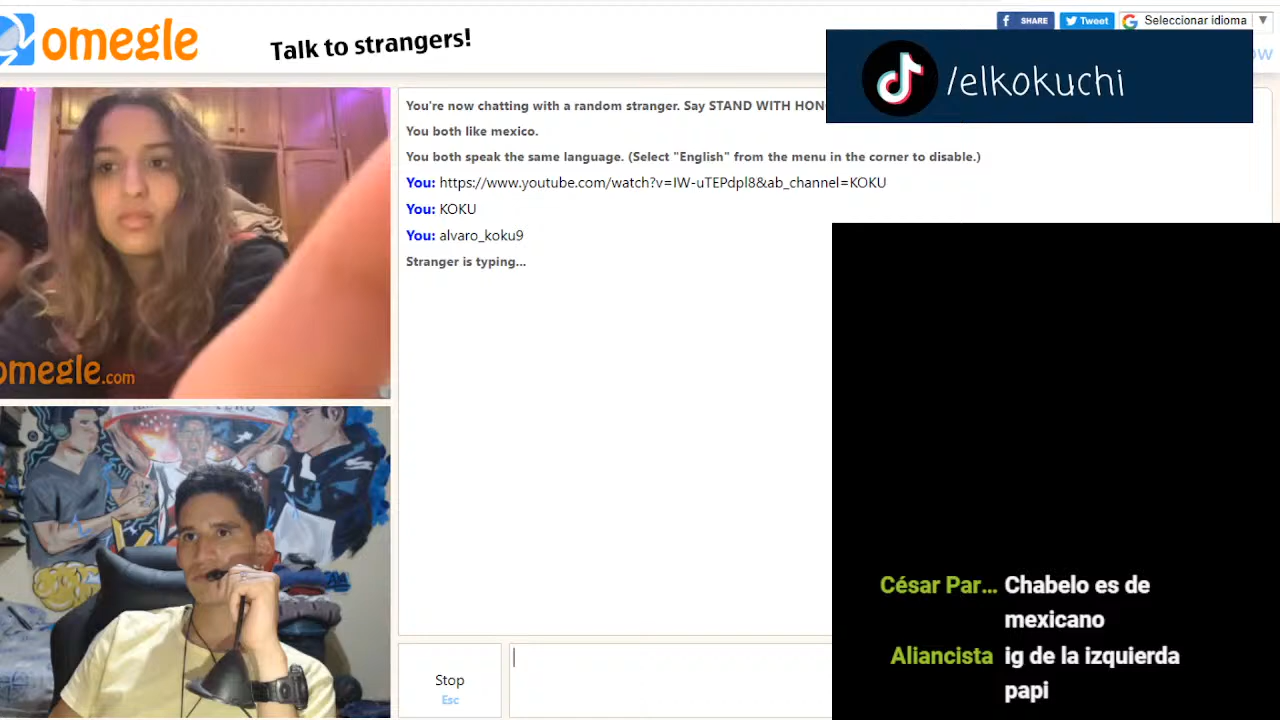 omegle
Talk to strangers!
SHARE
Tweet
Seleccionar idioma
/elkokuchi
You're now chatting with a random stranger. Say STAND WITH HON
You both like mexico.
You both speak the same language. (Select "English" from the menu in the corner to disable.)
You: https://www.youtube.com/watch?v=IW-uTEPdpl8&ab_channel=KOKU
You: KOKU
You: alvaro_koku9
Stranger is typing...
omegle.com
César Par... Chabelo es de
mexicano
Aliancista ig de la izquierda
papi
Stop
Esc